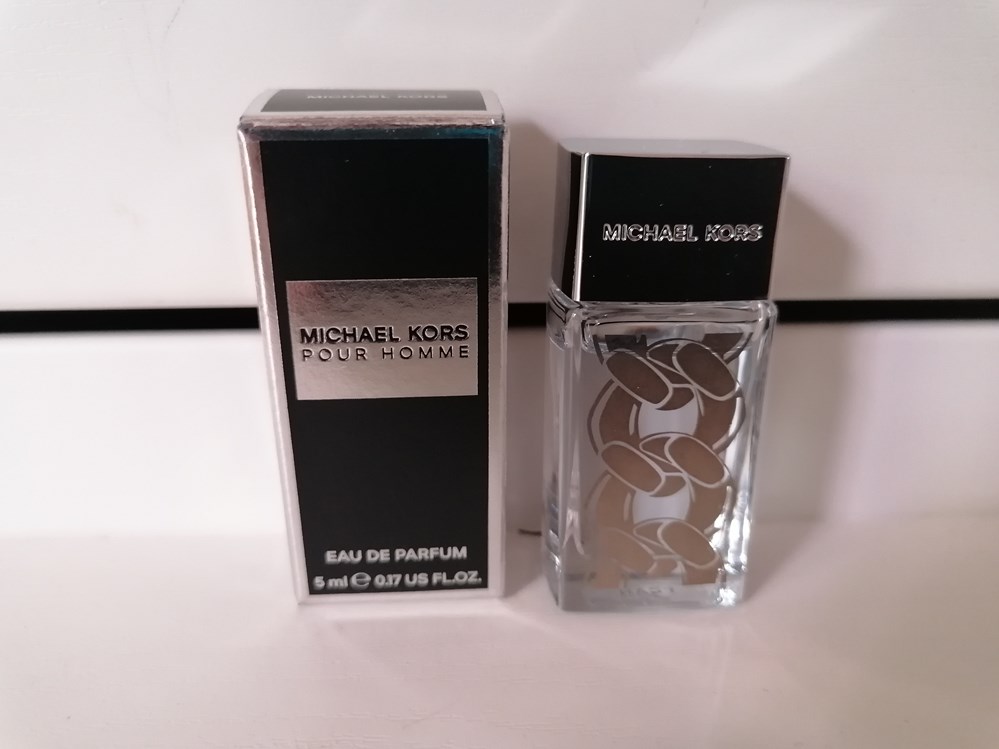 MICHAEL KORS
MICHAEL KORS
POUR HOMME
EAU DE PARFUM
5 ml ℮ 0.17 US FL.OZ.
MICHAEL KORS